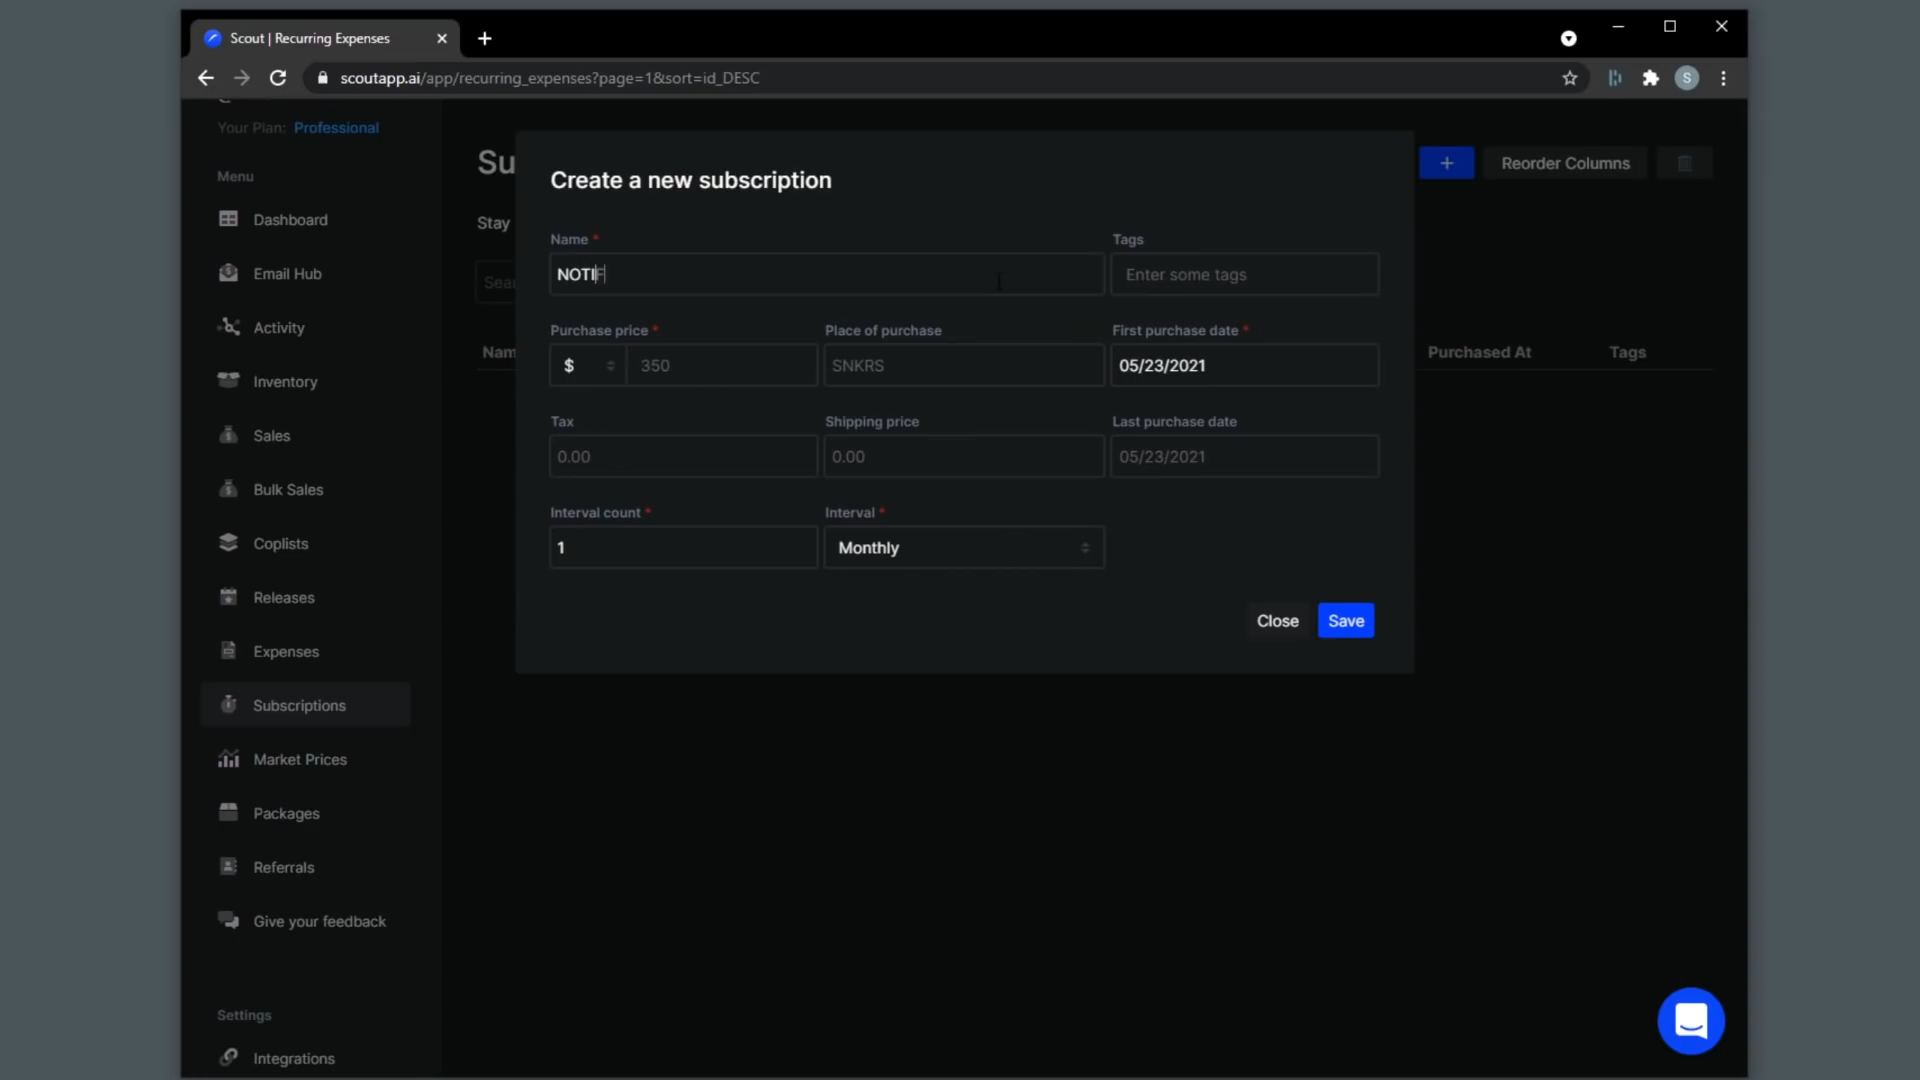 Scout | Recurring Expenses
scoutapp.ai/app/recurring_expenses?page=1&sort=id_DESC
S
Your Plan: Professional
Menu
Dashboard
Email Hub
Activity
Inventory
Sales
Bulk Sales
Coplists
Releases
Expenses
Subscriptions
Market Prices
Packages
Referrals
Give your feedback
Settings
Integrations
Su
Stay
Sea
Nam
+
Reorder Columns
Purchased At
Tags
Create a new subscription
Name *
NOTIF
Tags
Enter some tags
Purchase price *
$
350
Place of purchase
SNKRS
First purchase date *
05/23/2021
Tax
0.00
Shipping price
0.00
Last purchase date
05/23/2021
Interval count *
1
Interval *
Monthly
Close
Save